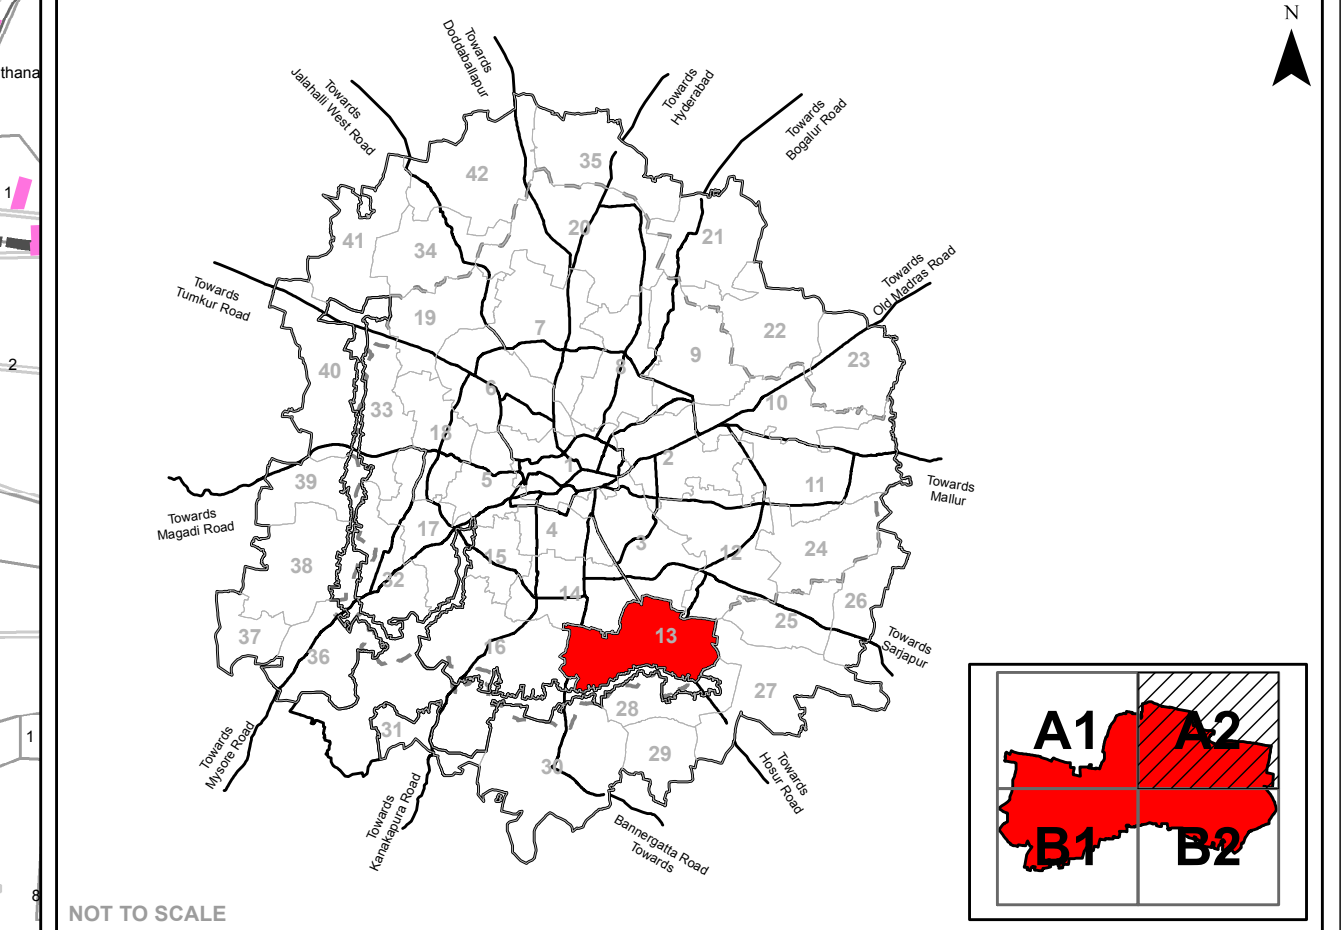 N
Towards
Doddaballapur
Towards
Hyderabad
Towards
Jalahalli West Road
Towards
Bogalur Road
thana
42
35
1
20
21
41
34
Towards
Old Madras Road
Towards
Tumkur Road
19
7
22
9
8
23
2
40
6
33
10
18
1
2
39
5
11
Towards
Mallur
Towards
Magadi Road
17
4
3
15
12
24
38
32
14
26
25
37
13
16
36
Towards
Sarjapur
27
28
31
1
29
30
Towards
Mysore Road
Towards
Hosur Road
Towards
Kanakapura Road
Bannergatta Road
Towards
A1
A2
B1
B2
8
NOT TO SCALE